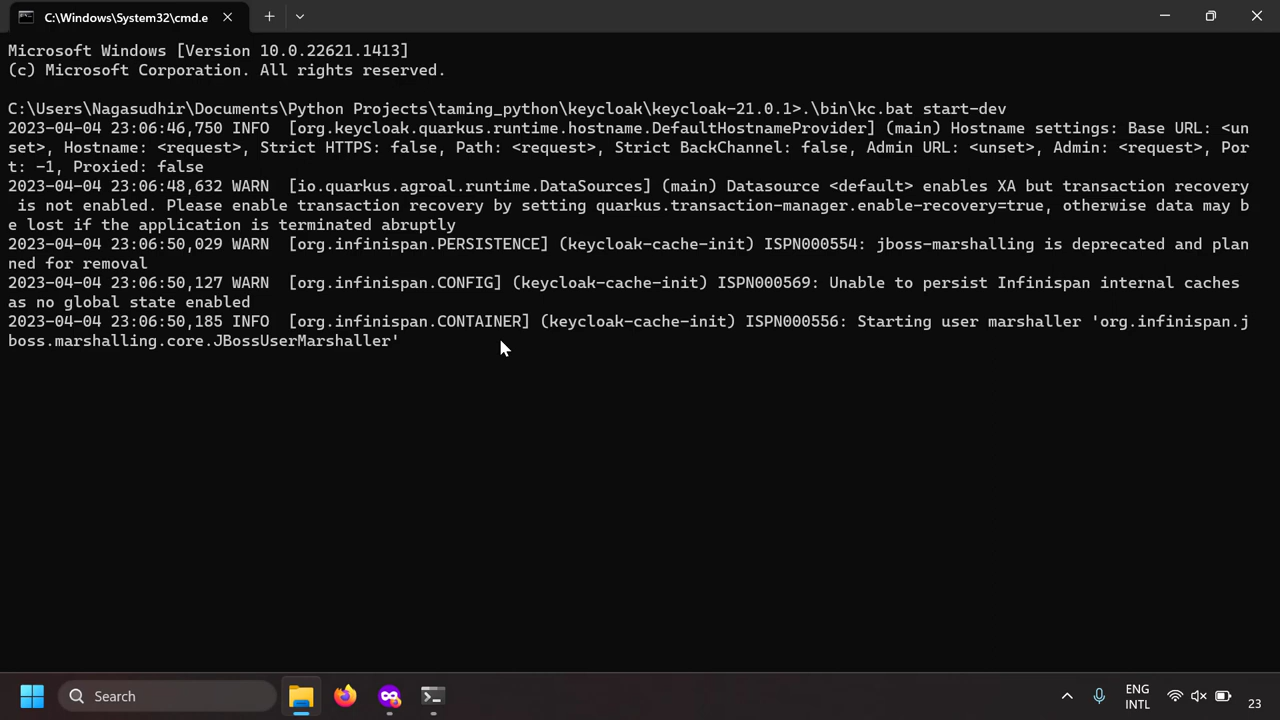 C:\Windows\System32\cmd.e
Microsoft Windows [Version 10.0.22621.1413]
(c) Microsoft Corporation. All rights reserved.
C:\Users\Nagasudhir\Documents\Python Projects\taming_python\keycloak\keycloak-21.0.1>.\bin\kc.bat start-dev
2023-04-04 23:06:46,750 INFO  [org.keycloak.quarkus.runtime.hostname.DefaultHostnameProvider] (main) Hostname settings: Base URL: <un
set>, Hostname: <request>, Strict HTTPS: false, Path: <request>, Strict BackChannel: false, Admin URL: <unset>, Admin: <request>, Por
t: -1, Proxied: false
2023-04-04 23:06:48,632 WARN  [io.quarkus.agroal.runtime.DataSources] (main) Datasource <default> enables XA but transaction recovery
 is not enabled. Please enable transaction recovery by setting quarkus.transaction-manager.enable-recovery=true, otherwise data may b
e lost if the application is terminated abruptly
2023-04-04 23:06:50,029 WARN  [org.infinispan.PERSISTENCE] (keycloak-cache-init) ISPN000554: jboss-marshalling is deprecated and plan
ned for removal
2023-04-04 23:06:50,127 WARN  [org.infinispan.CONFIG] (keycloak-cache-init) ISPN000569: Unable to persist Infinispan internal caches
as no global state enabled
2023-04-04 23:06:50,185 INFO  [org.infinispan.CONTAINER] (keycloak-cache-init) ISPN000556: Starting user marshaller 'org.infinispan.j
boss.marshalling.core.JBossUserMarshaller'
Search
ENG
INTL
23